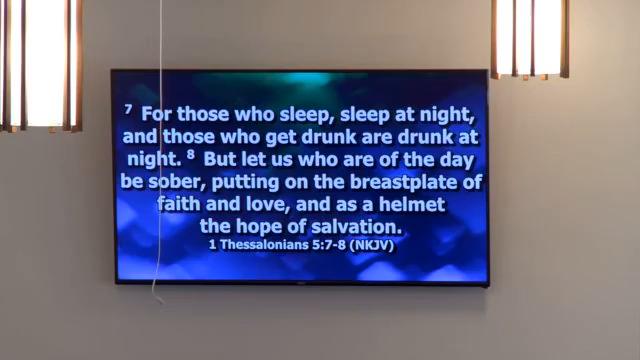 7 For those who sleep, sleep at night,
and those who get drunk are drunk at
night. 8 But let us who are of the day
be sober, putting on the breastplate of
faith and love, and as a helmet
the hope of salvation.
1 Thessalonians 5:7-8 (NKJV)